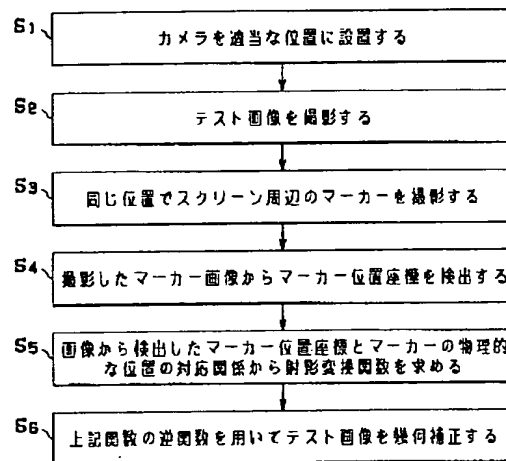 S1
カメラを適当な位置に設置する
S2
テスト画像を撮影する
S3
同じ位置でスクリーン周辺のマーカーを撮影する
S4
撮影したマーカー画像からマーカー位置座標を検出する
S5
画像から検出したマーカー位置座標とマーカーの物理的
な位置の対応関係から射影変換関数を求める
S6
上記関数の逆関数を用いてテスト画像を幾何補正する